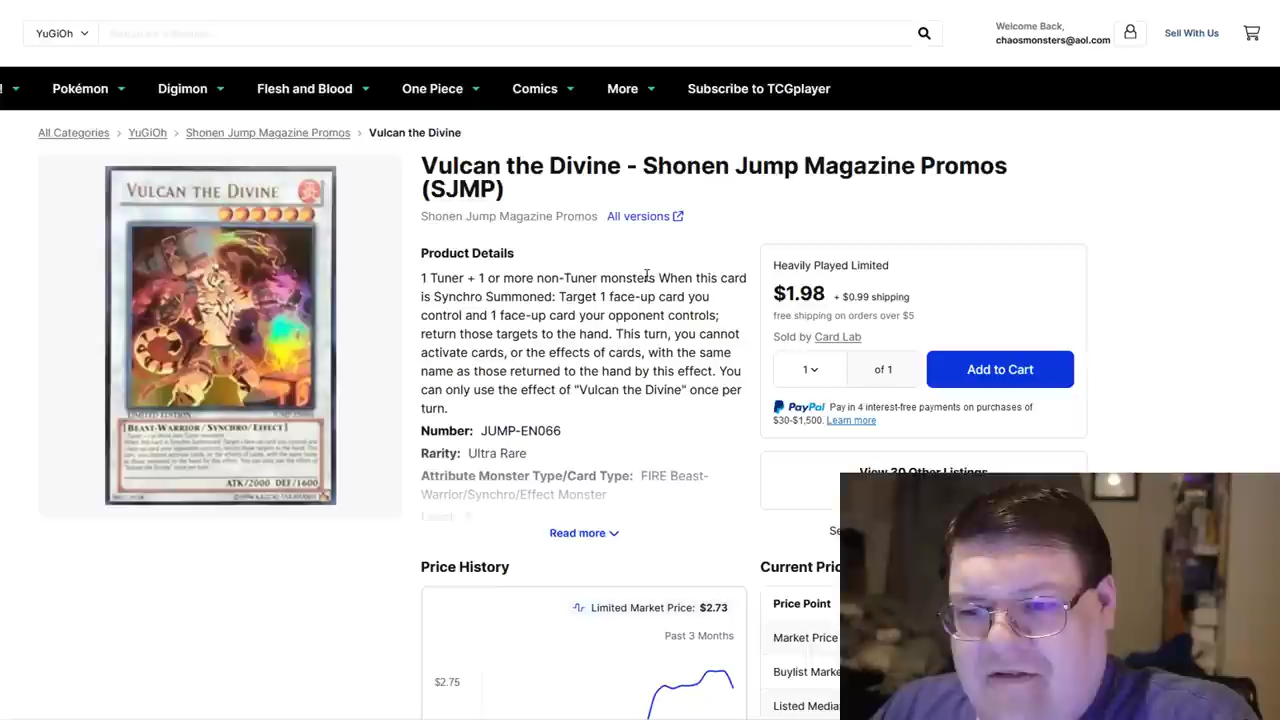 YuGiOh
Welcome Back,
chaosmonsters@aol.com
Sell With Us
!
Pokémon
Digimon
Flesh and Blood
One Piece
Comics
More
Subscribe to TCGplayer
All Categories > YuGiOh > Shonen Jump Magazine Promos > Vulcan the Divine
VULCAN THE DIVINE
LIMITED EDITION
[BEAST-WARRIOR / SYNCHRO / EFFECT]
ATK/2000 DEF/1600
Vulcan the Divine - Shonen Jump Magazine Promos
(SJMP)
Shonen Jump Magazine Promos All versions
Product Details
1 Tuner + 1 or more non-Tuner monsters When this card
is Synchro Summoned: Target 1 face-up card you
control and 1 face-up card your opponent controls;
return those targets to the hand. This turn, you cannot
activate cards, or the effects of cards, with the same
name as those returned to the hand by this effect. You
can only use the effect of "Vulcan the Divine" once per
turn.
Number: JUMP-EN066
Rarity: Ultra Rare
Attribute Monster Type/Card Type: FIRE Beast-
Warrior/Synchro/Effect Monster
Read more
Heavily Played Limited
$1.98 + $0.99 shipping
free shipping on orders over $5
Sold by Card Lab
1 of 1
Add to Cart
PayPal Pay in 4 interest-free payments on purchases of
$30-$1,500. Learn more
View 30 Other Listings
Price History
Limited Market Price: $2.73
Past 3 Months
$2.75
Current Pri
Price Point
Market Price
Buylist Marke
Listed Media